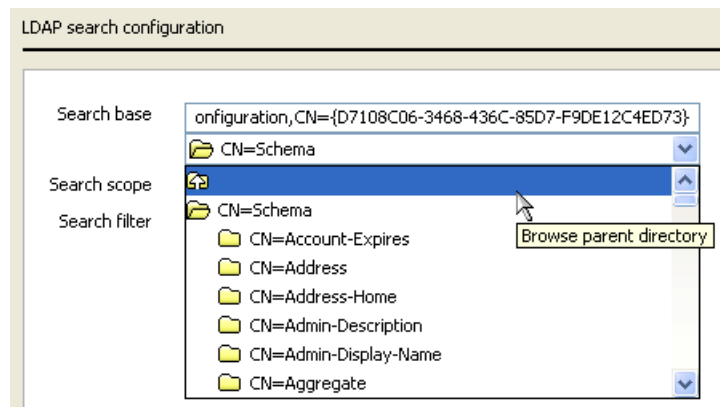 LDAP search configuration
Search base
onfiguration,CN={D7108C06-3468-436C-85D7-F9DE12C4ED73}
CN=Schema
Search scope
CN=Schema
Search filter
Browse parent directory
CN=Account-Expires
CN=Address
CN=Address-Home
CN=Admin-Description
CN=Admin-Display-Name
CN=Aggregate